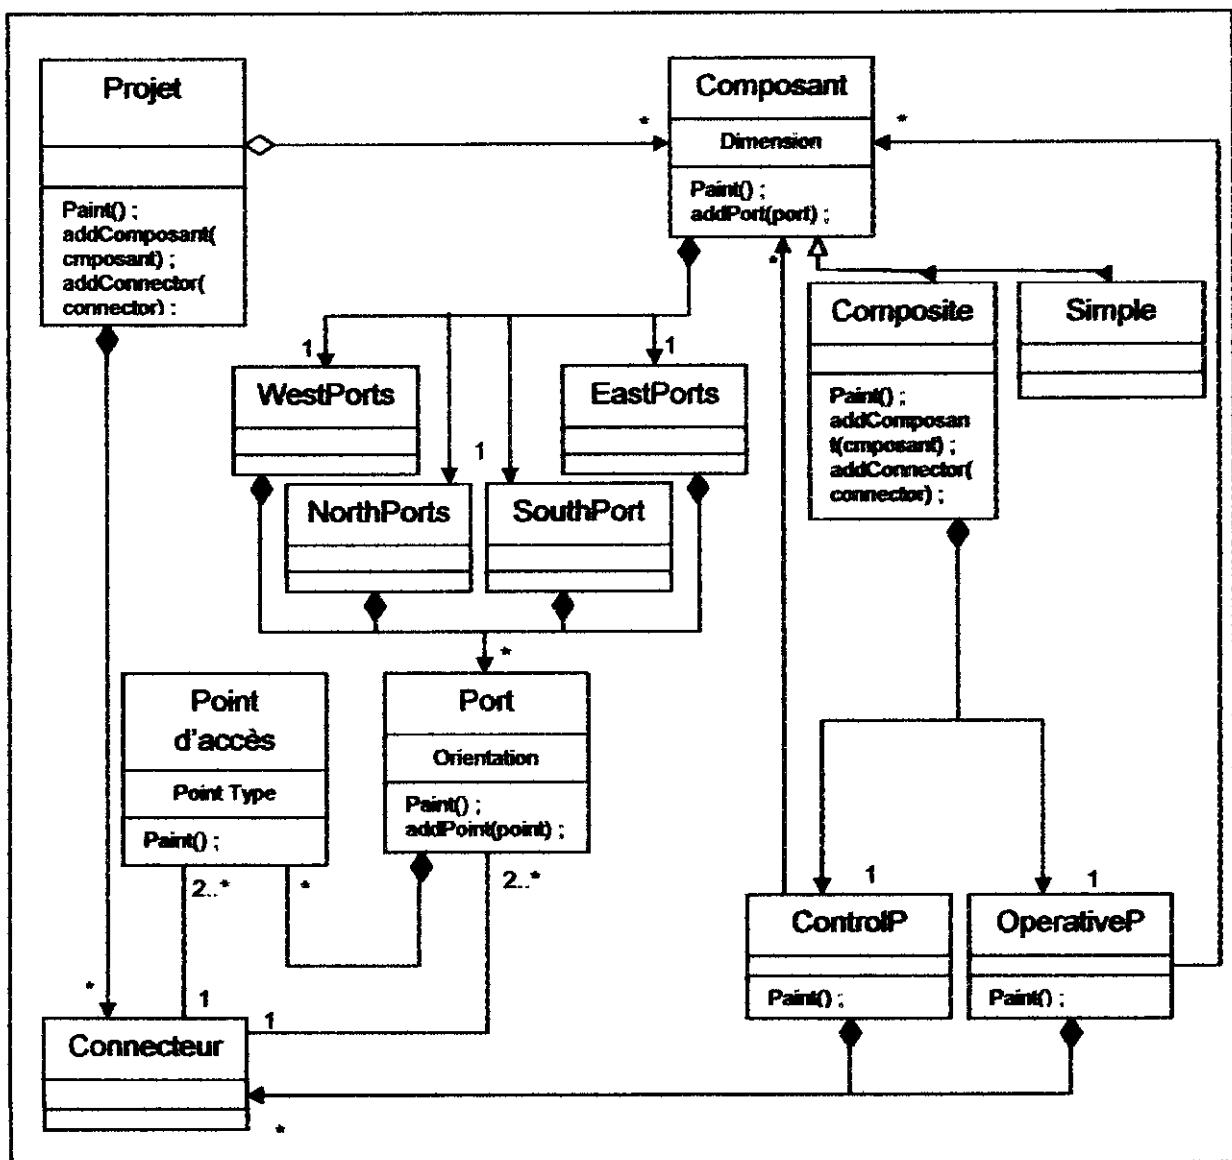 Projet
Paint() ;
addComposant(
cmposant) ;
addConnector(
connector) ;
*
Composant
Dimension
Paint() ;
addPort(port) ;
*
*
Composite
Paint() ;
addComposan
t(cmposant) ;
addConnector(
connector) ;
Simple
1
WestPorts
1
EastPorts
1
NorthPorts
SouthPort
*
Point
d'accès
Point Type
Paint() ;
Port
Orientation
Paint() ;
addPoint(point) ;
2..*
*
2..*
1
ControlP
Paint() ;
1
OperativeP
Paint() ;
*
1
1
Connecteur
*